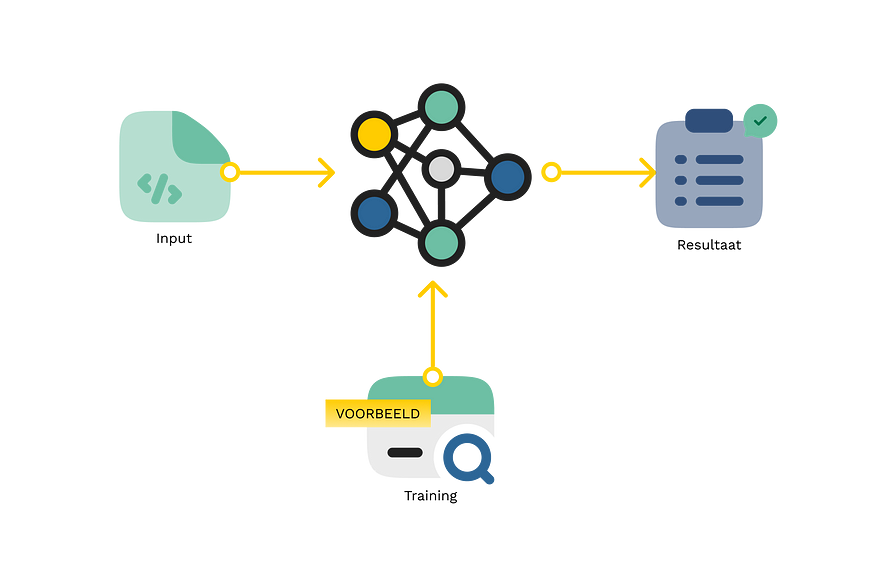 Input
Resultaat
VOORBEELD
Training